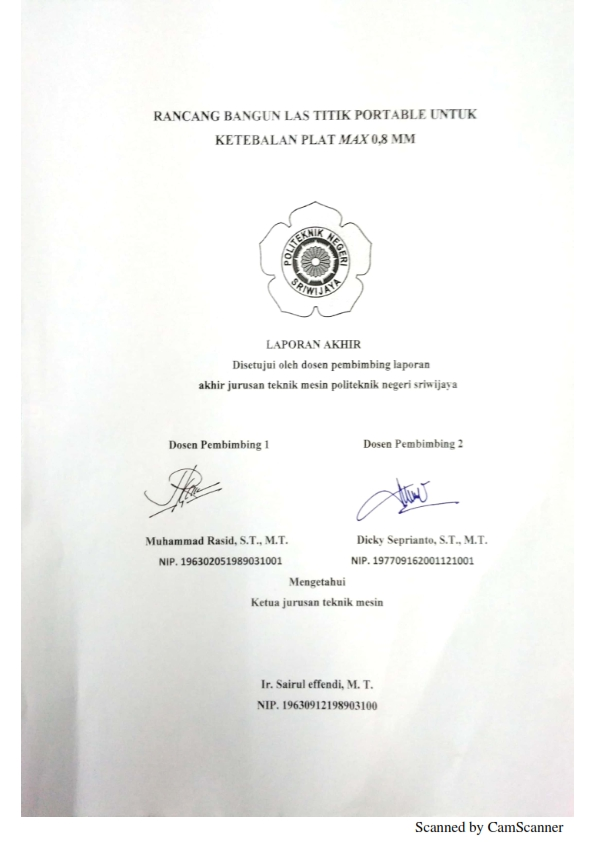 RANCANG BANGUN LAS TITIK PORTABLE UNTUK
KETEBALAN PLAT MAX 0,8 MM
POLITEKNIK NEGERI
SRIWIJAYA
LAPORAN AKHIR
Disetujui oleh dosen pembimbing laporan
akhir jurusan teknik mesin politeknik negeri sriwijaya
Dosen Pembimbing 1 Dosen Pembimbing 2
Muhammad Rasid, S.T., M.T. Dicky Seprianto, S.T., M.T.
NIP. 196302051989031001 NIP. 197709162001121001
Mengetahui
Ketua jurusan teknik mesin
Ir. Sairul effendi, M. T.
NIP. 19630912198903100
Scanned by CamScanner